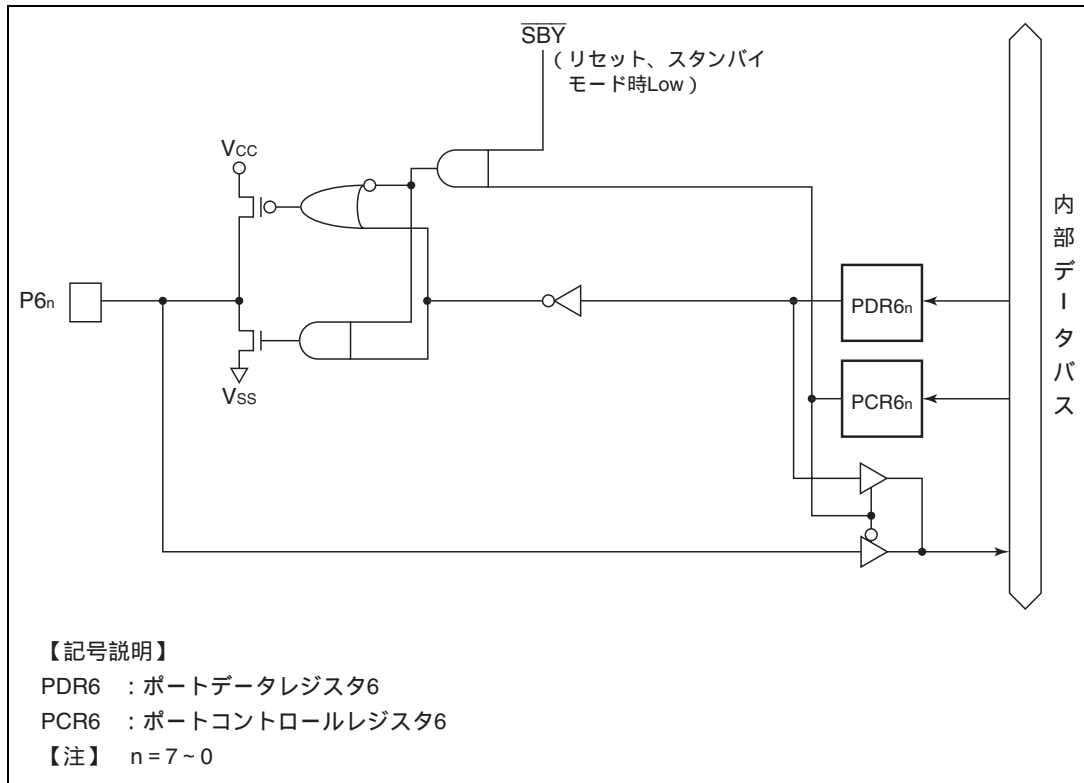 SBY
（リセット、スタンバイ
モード時Low）
VCC
P6n
VSS
PDR6n
PCR6n
内部データバス
【記号説明】
PDR6 ：ポートデータレジスタ6
PCR6 ：ポートコントロールレジスタ6
【注】 n = 7 ~ 0